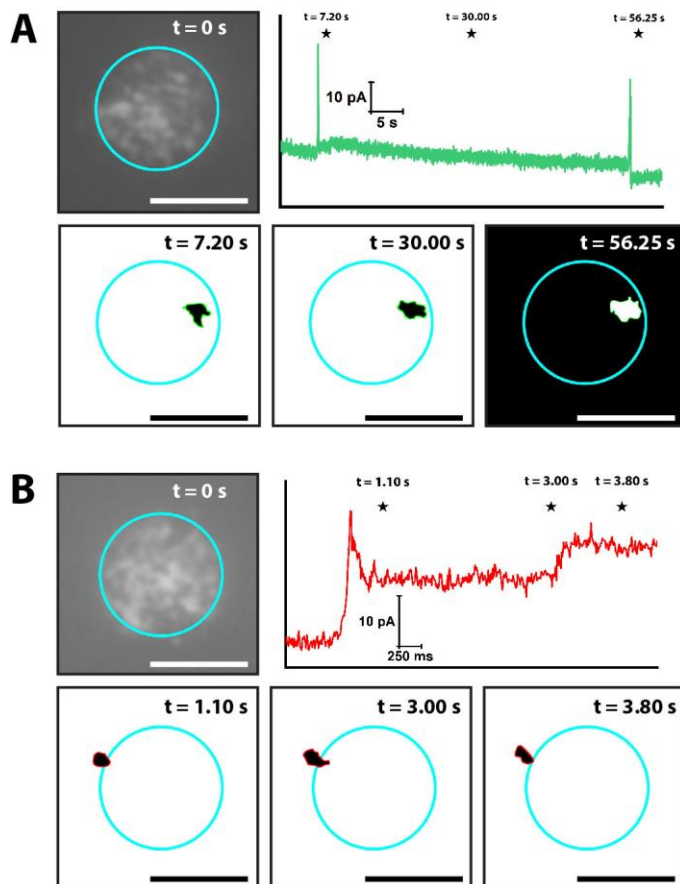 A
t = 0 s
t = 7.20 s
t = 30.00 s
t = 56.25 s
10 pA
5 s
t = 7.20 s
t = 30.00 s
t = 56.25 s
B
t = 0 s
t = 1.10 s
t = 3.00 s
t = 3.80 s
10 pA
250 ms
t = 1.10 s
t = 3.00 s
t = 3.80 s